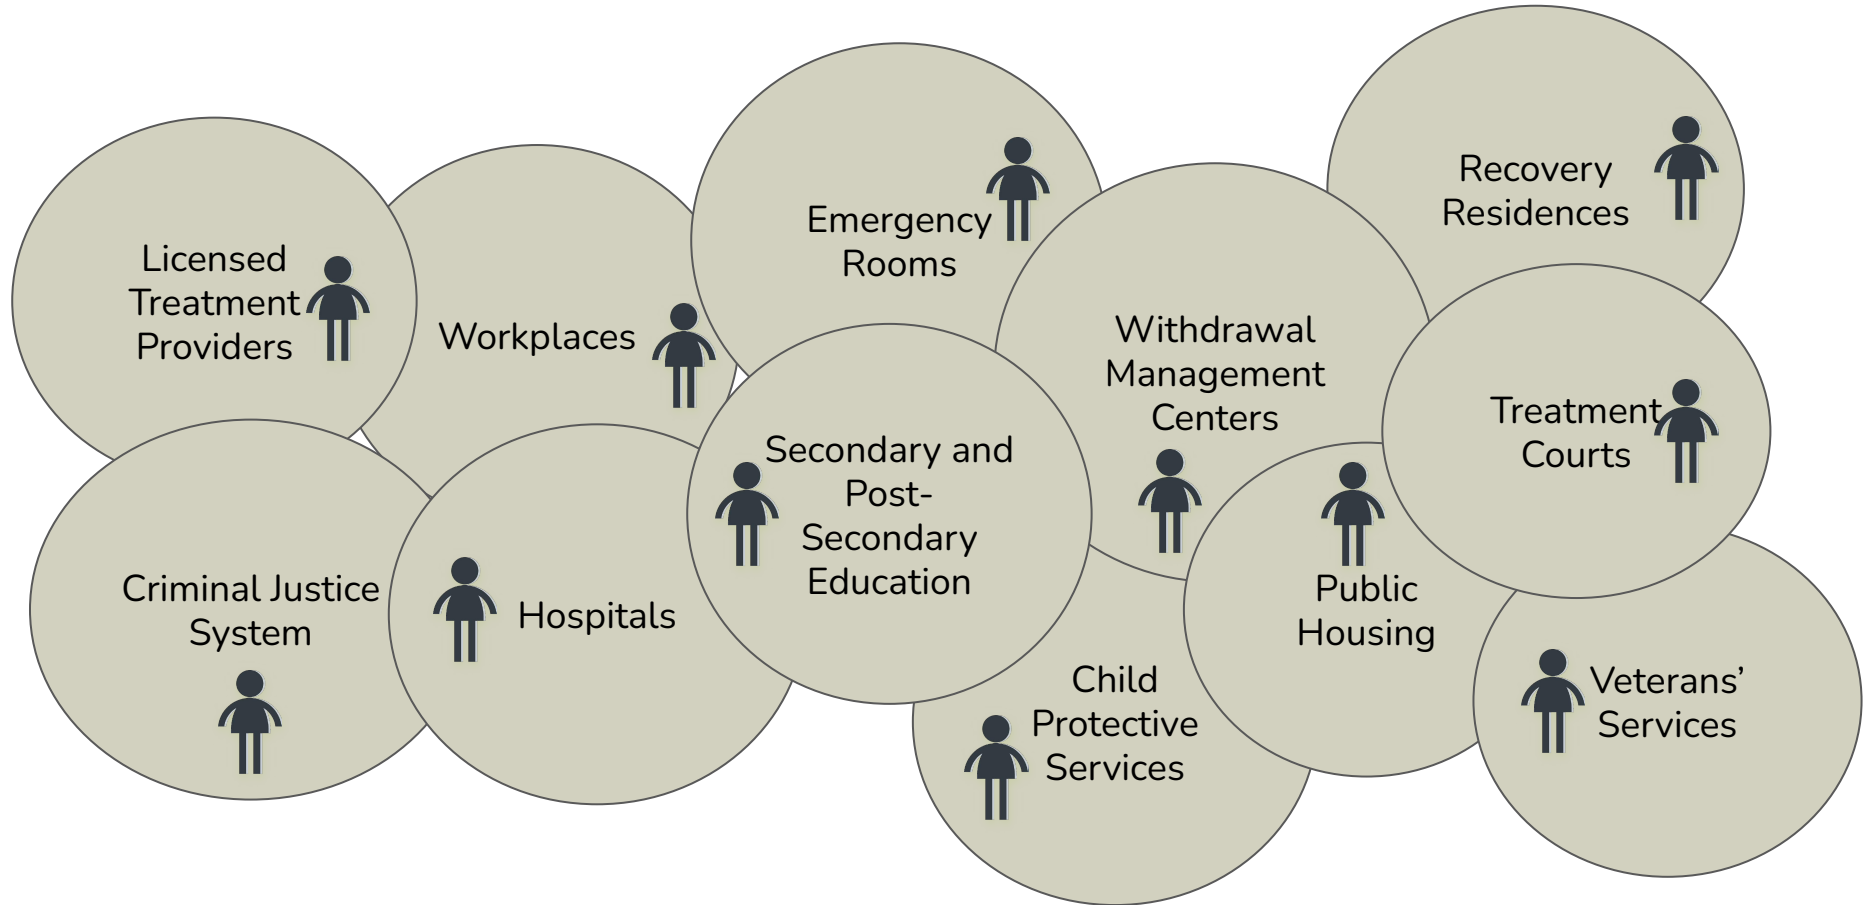 Licensed
Treatment
Providers
Workplaces
Emergency
Rooms
Recovery
Residences
Withdrawal
Management
Centers
Treatment
Courts
Criminal Justice
System
Hospitals
Secondary and
Post-
Secondary
Education
Child
Protective
Services
Public
Housing
Veterans’
Services